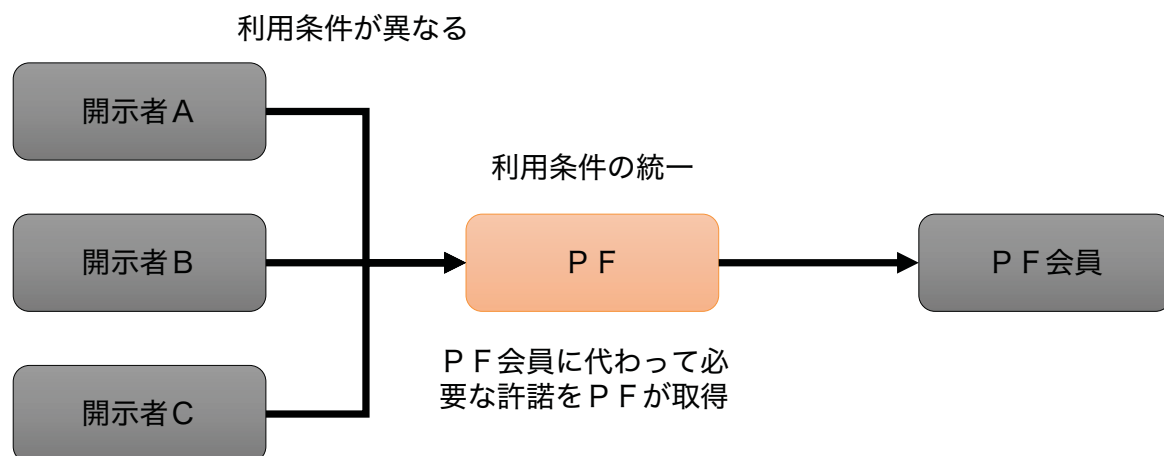 利用条件が異なる
開示者A
利用条件の統一
開示者B
ＰＦ
ＰＦ会員
ＰＦ会員に代わって必
要な許諾をＰＦが取得
開示者C